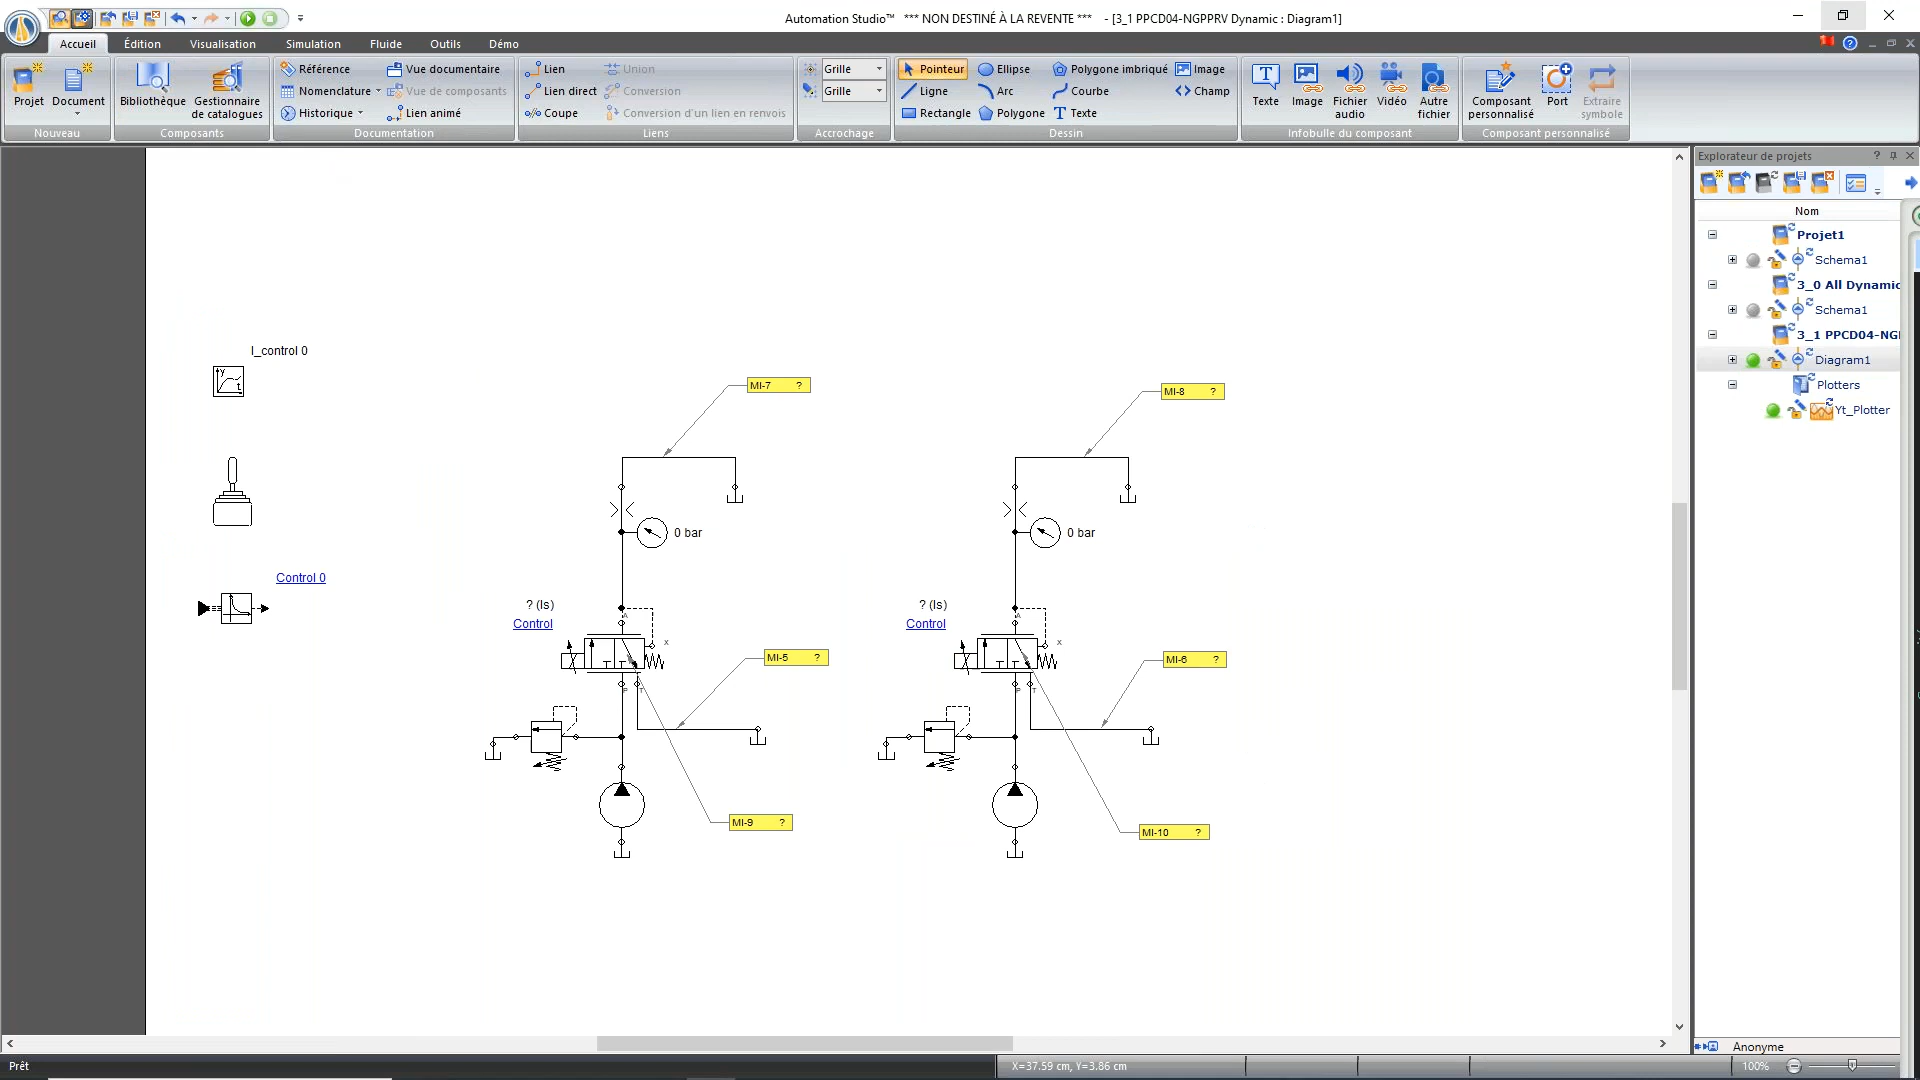 Automation Studio™ *** NON DESTINÉ À LA REVENTE *** - [3_1 PPCD04-NGPPRV Dynamic : Diagram1]
Accueil Édition Visualisation Simulation Fluide Outils Démo
Projet
Document
Nouveau
Bibliothèque
Gestionnaire de catalogues
Composants
Référence
Nomenclature
Historique
Vue documentaire
Vue de composants
Lien animé
Documentation
Lien
Lien direct
Coupe
Union
Conversion
Conversion d'un lien en renvois
Liens
Grille
Grille
Accrochage
Pointeur
Ligne
Rectangle
Ellipse
Arc
Polygone
Polygone imbriqué
Courbe
Texte
Image
Champ
Dessin
Texte
Image
Fichier audio
Vidéo
Autre fichier
Infobulle du composant
Composant personnalisé
Port
Extraire symbole
Composant personnalisé
Explorateur de projets
Nom
Projet1
Schema1
3_0 All Dynamic
Schema1
3_1 PPCD04-NG
Diagram1
Plotters
Yt_Plotter
Anonyme
I_control 0
y
t
Control 0
MI-7 ?
0 bar
? (ls)
Control
A
x
P
T
MI-5 ?
MI-9 ?
MI-8 ?
0 bar
? (ls)
Control
A
x
P
T
MI-6 ?
MI-10 ?
Prêt
X=37.59 cm, Y=3.86 cm
100%